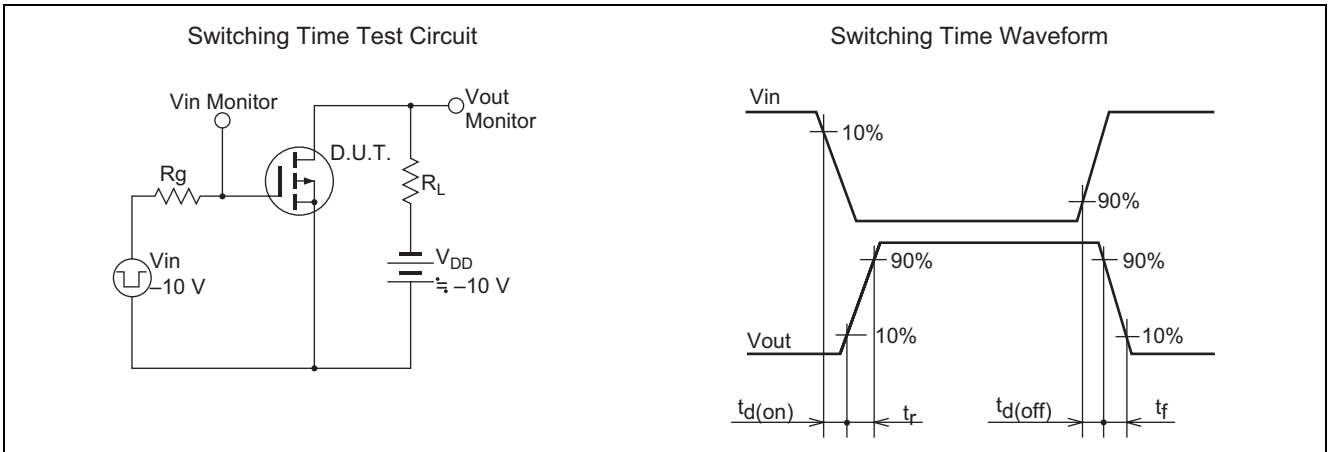 Switching Time Test Circuit
Vin Monitor
Vout
Monitor
D.U.T.
Rg
RL
Vin
–10 V
VDD
≒ –10 V
Switching Time Waveform
Vin
10%
90%
90%
90%
Vout
10%
10%
td(on)
tr
td(off)
tf